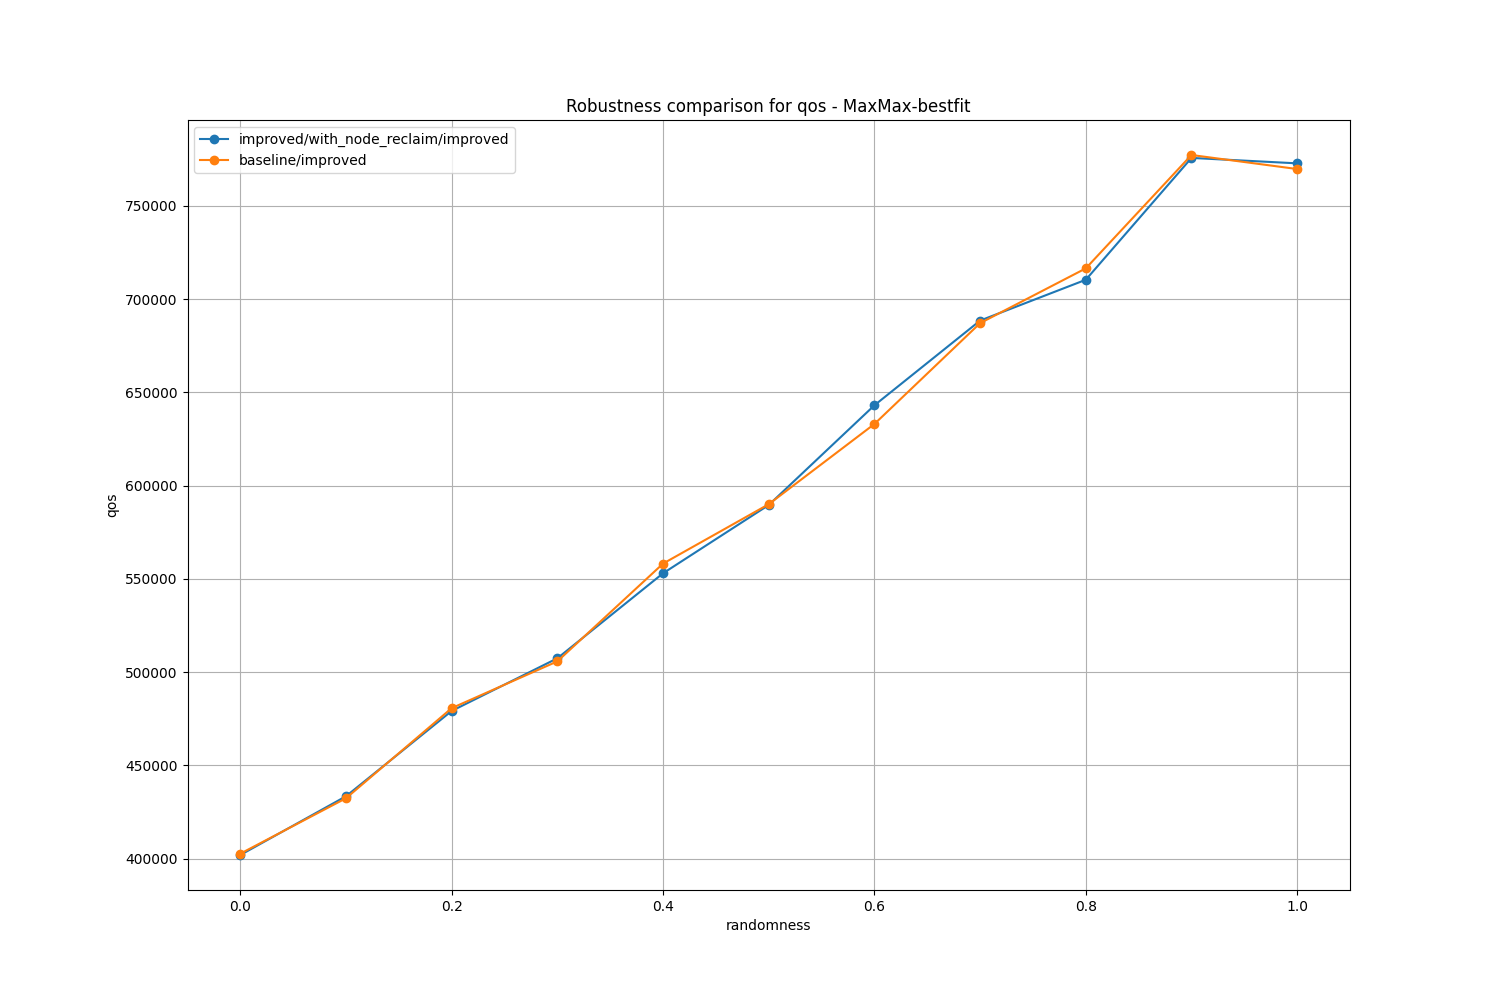 Robustness comparison for qos - MaxMax-bestfit
improved/with_node_reclaim/improved
baseline/improved
750000
700000
650000
600000
550000
500000
450000
400000
qos
0.0 0.2 0.4 0.6 0.8 1.0
randomness